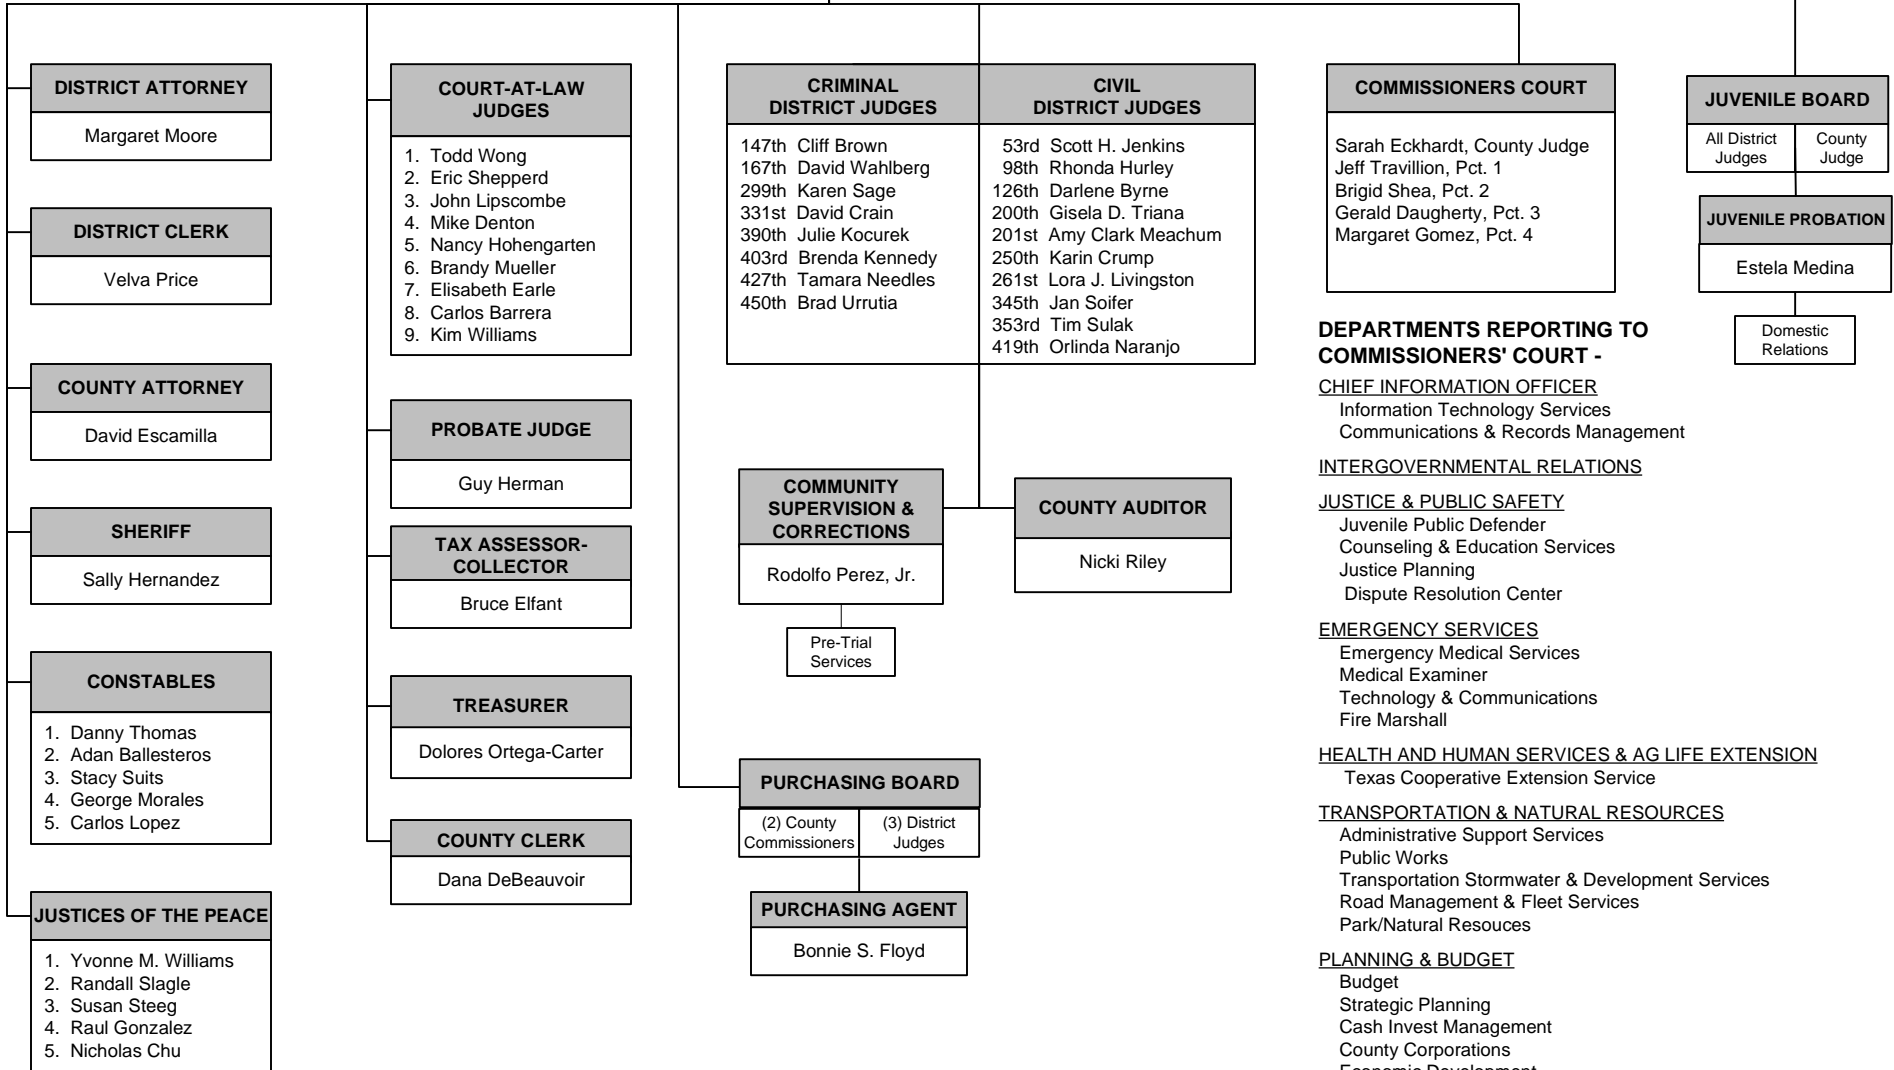 DISTRICT ATTORNEY
Margaret Moore
DISTRICT CLERK
Velva Price
COUNTY ATTORNEY
David Escamilla
SHERIFF
Sally Hernandez
CONSTABLES
1. Danny Thomas
2. Adan Ballesteros
3. Stacy Suits
4. George Morales
5. Carlos Lopez
JUSTICES OF THE PEACE
1. Yvonne M. Williams
2. Randall Slagle
3. Susan Steeg
4. Raul Gonzalez
5. Nicholas Chu
COURT-AT-LAW
JUDGES
1. Todd Wong
2. Eric Shepperd
3. John Lipscombe
4. Mike Denton
5. Nancy Hohengarten
6. Brandy Mueller
7. Elisabeth Earle
8. Carlos Barrera
9. Kim Williams
PROBATE JUDGE
Guy Herman
TAX ASSESSOR-
COLLECTOR
Bruce Elfant
TREASURER
Dolores Ortega-Carter
COUNTY CLERK
Dana DeBeauvoir
CRIMINAL
DISTRICT JUDGES
147th Cliff Brown
167th David Wahlberg
299th Karen Sage
331st David Crain
390th Julie Kocurek
403rd Brenda Kennedy
427th Tamara Needles
450th Brad Urrutia
CIVIL
DISTRICT JUDGES
53rd Scott H. Jenkins
98th Rhonda Hurley
126th Darlene Byrne
200th Gisela D. Triana
201st Amy Clark Meachum
250th Karin Crump
261st Lora J. Livingston
345th Jan Soifer
353rd Tim Sulak
419th Orlinda Naranjo
COMMUNITY
SUPERVISION &
CORRECTIONS
Rodolfo Perez, Jr.
Pre-Trial
Services
COUNTY AUDITOR
Nicki Riley
PURCHASING BOARD
(2) County
Commissioners
(3) District
Judges
PURCHASING AGENT
Bonnie S. Floyd
COMMISSIONERS COURT
Sarah Eckhardt, County Judge
Jeff Travillion, Pct. 1
Brigid Shea, Pct. 2
Gerald Daugherty, Pct. 3
Margaret Gomez, Pct. 4
DEPARTMENTS REPORTING TO
COMMISSIONERS' COURT -
CHIEF INFORMATION OFFICER
Information Technology Services
Communications & Records Management
INTERGOVERNMENTAL RELATIONS
JUSTICE & PUBLIC SAFETY
Juvenile Public Defender
Counseling & Education Services
Justice Planning
Dispute Resolution Center
EMERGENCY SERVICES
Emergency Medical Services
Medical Examiner
Technology & Communications
Fire Marshall
HEALTH AND HUMAN SERVICES & AG LIFE EXTENSION
Texas Cooperative Extension Service
TRANSPORTATION & NATURAL RESOURCES
Administrative Support Services
Public Works
Transportation Stormwater & Development Services
Road Management & Fleet Services
Park/Natural Resouces
PLANNING & BUDGET
Budget
Strategic Planning
Cash Invest Management
County Corporations
Economic Development
JUVENILE BOARD
All District
Judges
County
Judge
JUVENILE PROBATION
Estela Medina
Domestic
Relations